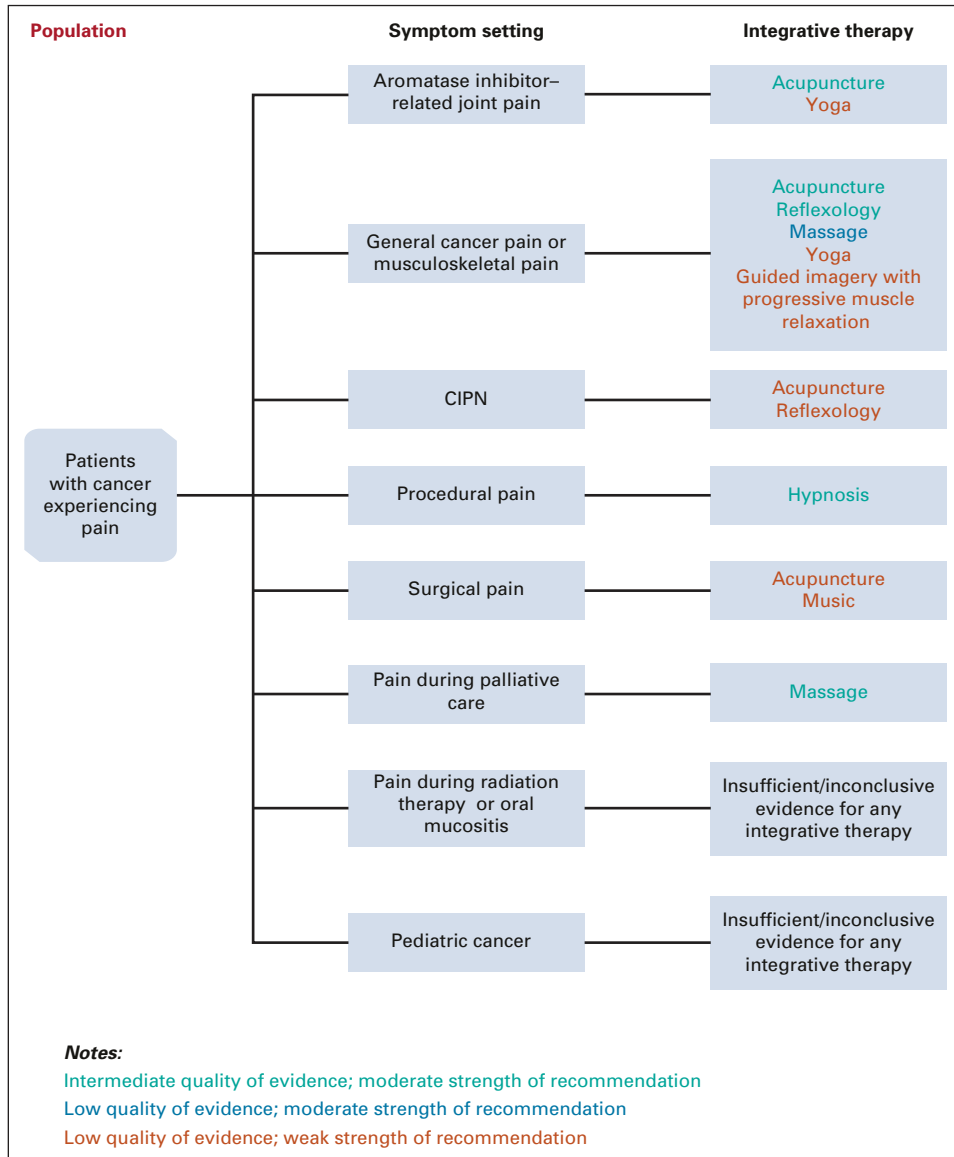 Population
Symptom setting
Integrative therapy
Patients
with cancer
experiencing
pain
Aromatase inhibitor–
related joint pain
Acupuncture
Yoga
General cancer pain or
musculoskeletal pain
Acupuncture
Reflexology
Massage
Yoga
Guided imagery with
progressive muscle
relaxation
CIPN
Acupuncture
Reflexology
Procedural pain
Hypnosis
Surgical pain
Acupuncture
Music
Pain during palliative
care
Massage
Pain during radiation
therapy or oral
mucositis
Insufficient/inconclusive
evidence for any
integrative therapy
Pediatric cancer
Insufficient/inconclusive
evidence for any
integrative therapy
Notes:
Intermediate quality of evidence; moderate strength of recommendation
Low quality of evidence; moderate strength of recommendation
Low quality of evidence; weak strength of recommendation